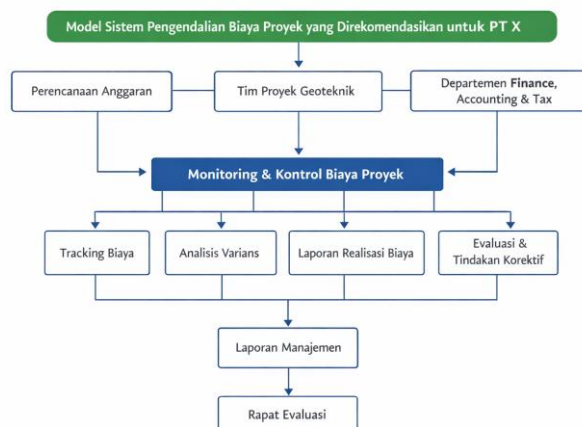 Model Sistem Pengendalian Biaya Proyek yang Direkomendasikan untuk PT X
Perencanaan Anggaran
Tim Proyek Geoteknik
Departemen Finance,
Accounting & Tax
Monitoring & Kontrol Biaya Proyek
Tracking Biaya
Analisis Varians
Laporan Realisasi Biaya
Evaluasi &
Tindakan Korektif
Laporan Manajemen
Rapat Evaluasi